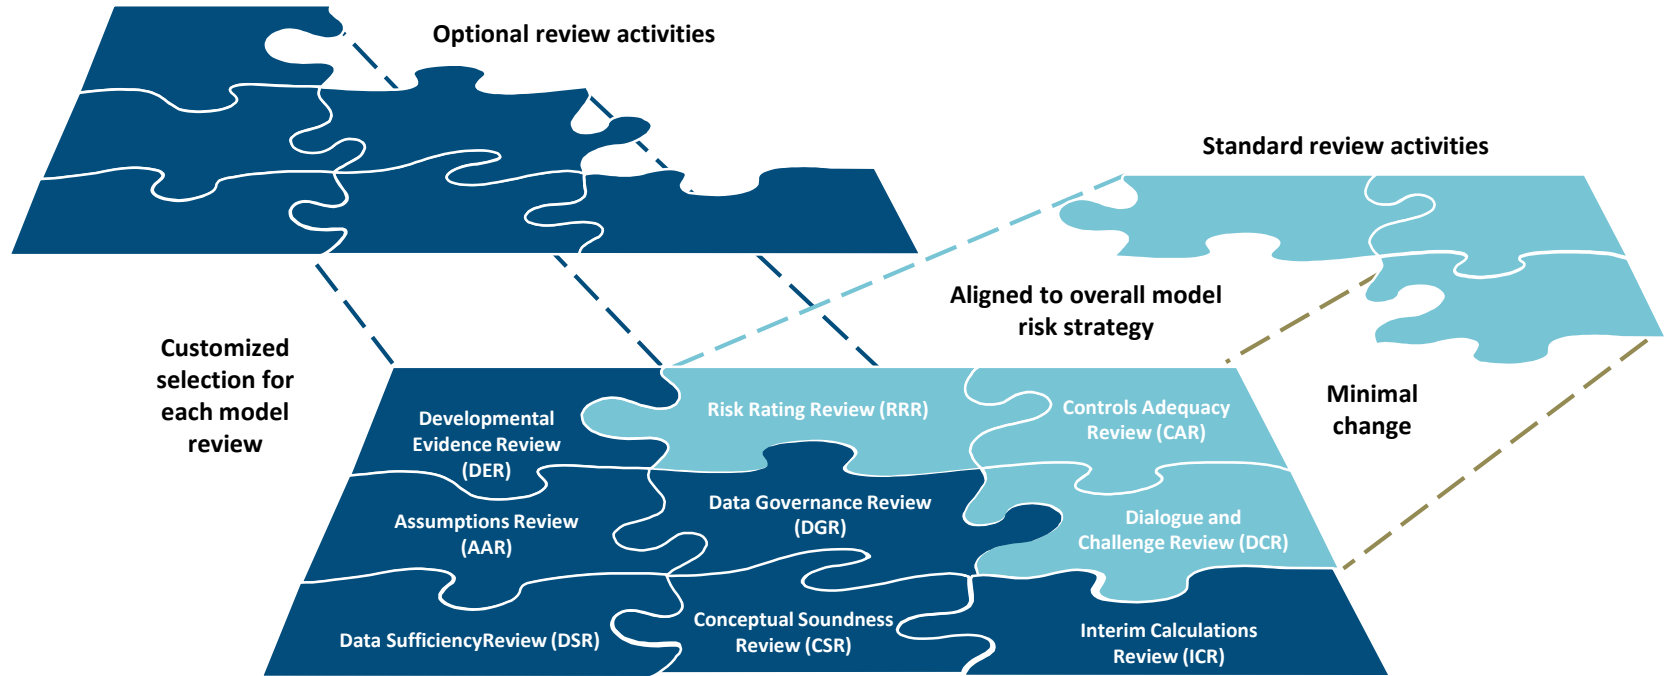 Optional review activities
Standard review activities
Aligned to overall model
risk strategy
Customized
selection for
each model
review
Minimal
change
Developmental
Evidence Review
(DER)
Risk Rating Review (RRR)
Controls Adequacy
Review (CAR)
Assumptions Review
(AAR)
Data Governance Review
(DGR)
Dialogue and
Challenge Review (DCR)
Data SufficiencyReview (DSR)
Conceptual Soundness
Review (CSR)
Interim Calculations
Review (ICR)